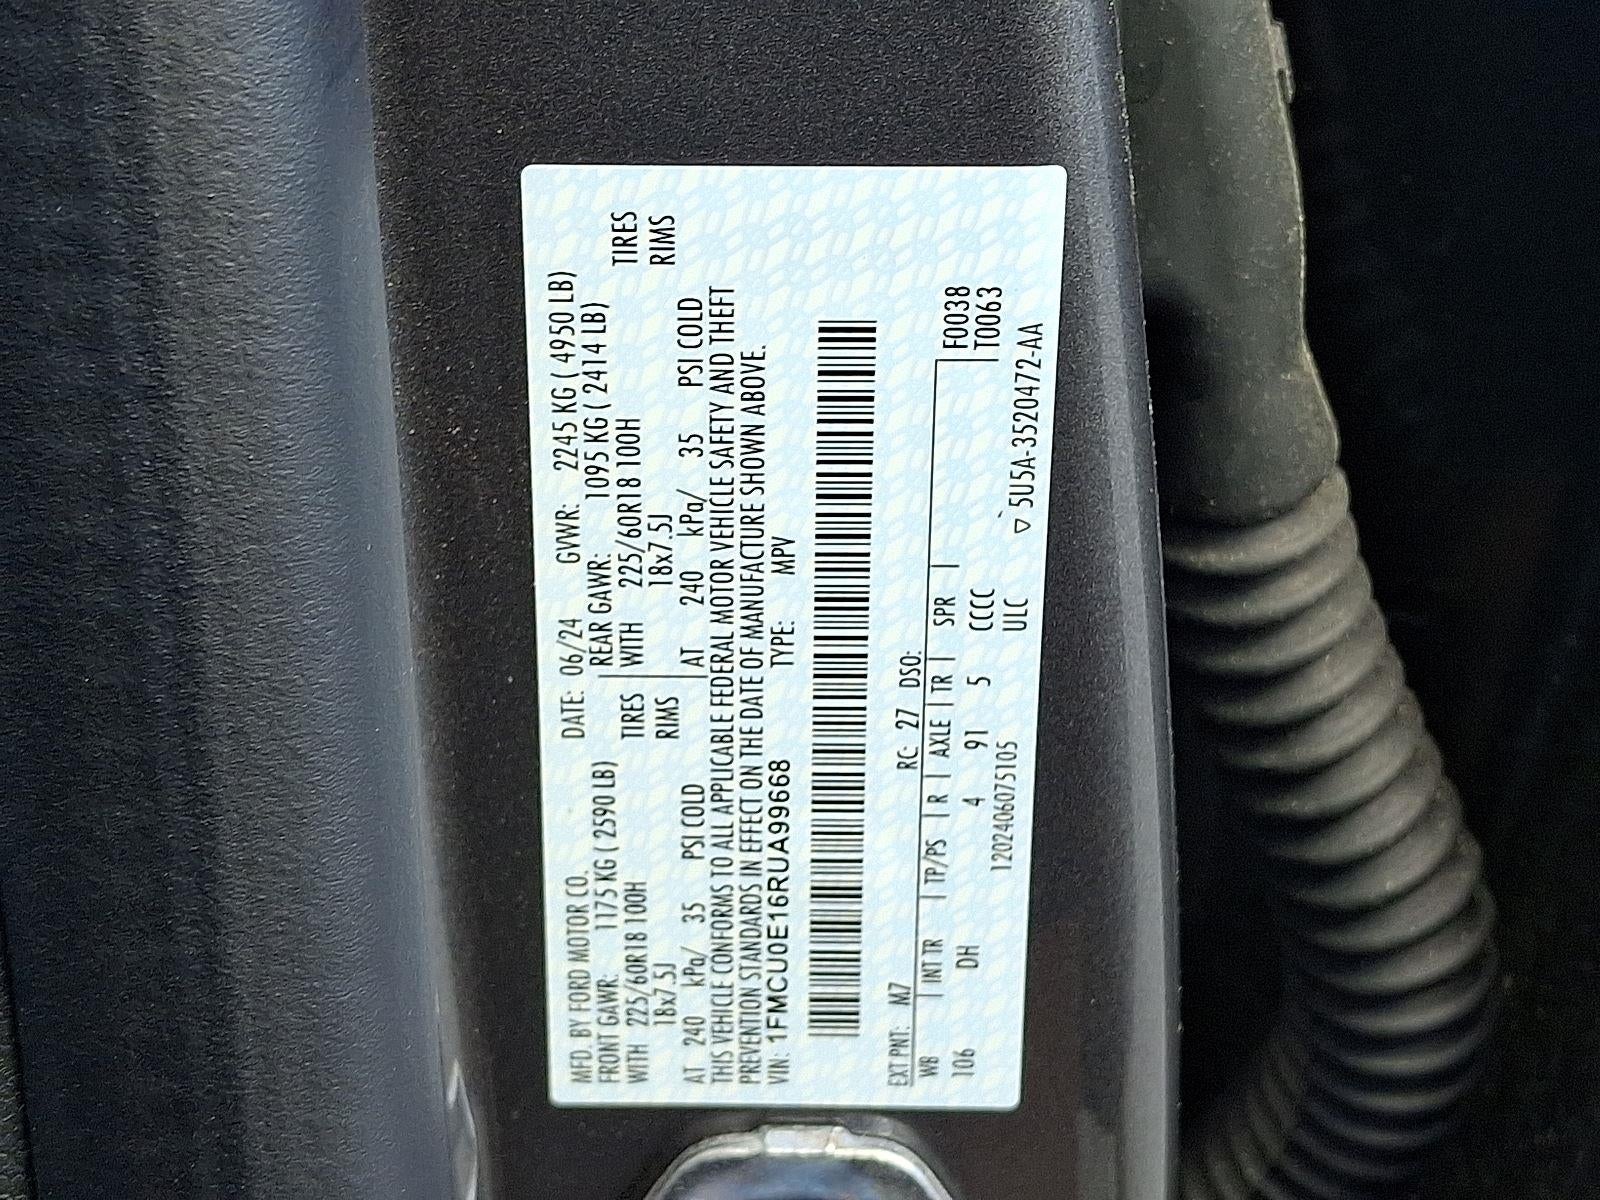 MFD. BY FORD MOTOR CO. DATE: 06/24 GVWR: 2245 KG ( 4950 LB)
FRONT GAWR: 1175 KG ( 2590 LB) REAR GAWR: 1095 KG ( 2414 LB)
WITH 225/60R18 100H TIRES WITH 225/60R18 100H TIRES
18x7.5J RIMS 18x7.5J RIMS
AT 240 kPa/ 35 PSI COLD AT 240 kPa/ 35 PSI COLD
THIS VEHICLE CONFORMS TO ALL APPLICABLE FEDERAL MOTOR VEHICLE SAFETY AND THEFT
PREVENTION STANDARDS IN EFFECT ON THE DATE OF MANUFACTURE SHOWN ABOVE.
VIN: 1FMCU0E16RUA99668 TYPE: MPV
EXT PNT: M7 RC: 27 DSO:
WB | INT TR | TP/PS | R | AXLE | TR | SPR | F0038
106 DH 4 91 5 CCCC T0063
1202406075105 ULC ▽ 5U5A-3520472-AA